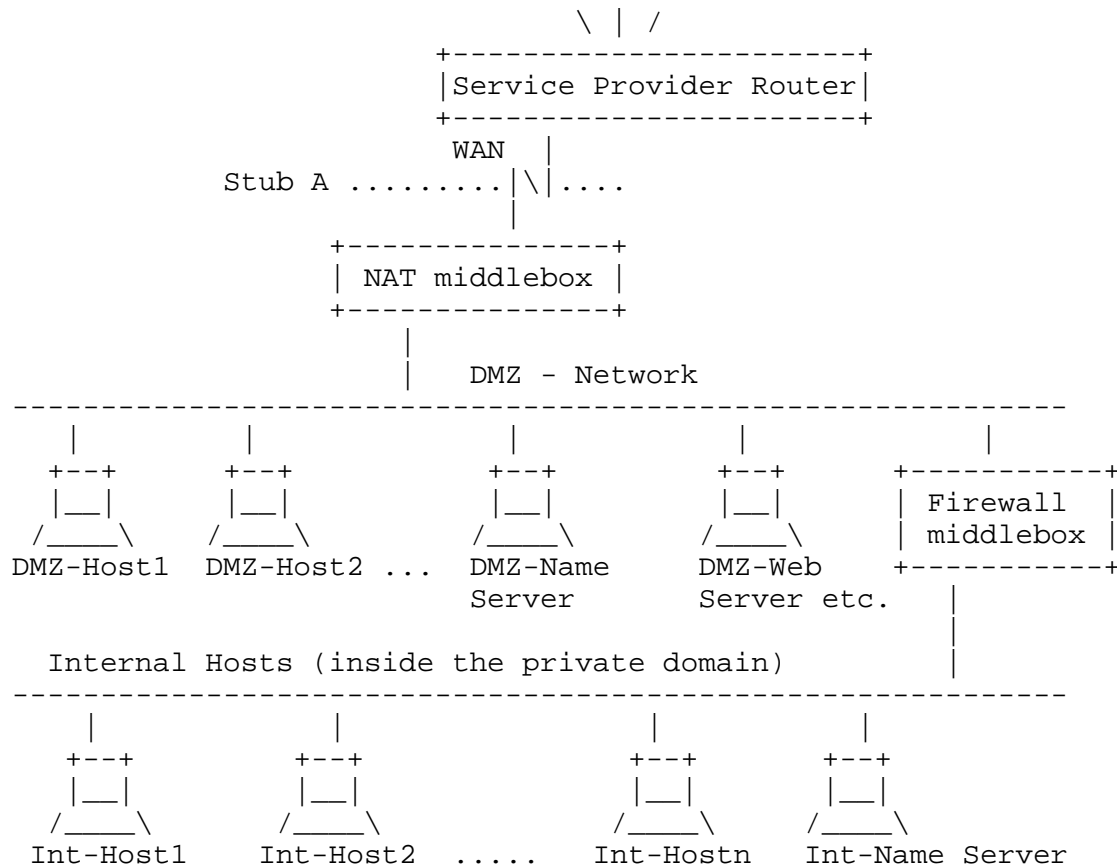 Service Provider Router
WAN
Stub A .........|\|....
NAT middlebox
DMZ - Network
Firewall
middlebox
DMZ-Host1 DMZ-Host2 ... DMZ-Name DMZ-Web
Server Server etc.
Internal Hosts (inside the private domain)
Int-Host1 Int-Host2 ..... Int-Hostn Int-Name Server